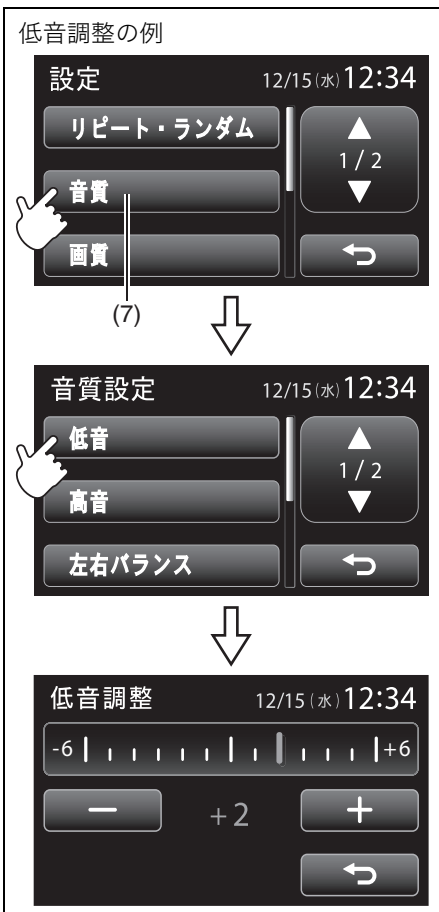 低音調整の例
設定 12/15(水)12:34
リピート・ランダム
1 / 2
音質
画質
(7)
音質設定 12/15(水)12:34
低音
1 / 2
高音
左右バランス
低音調整 12/15(水)12:34
-6 +6
− +2 +